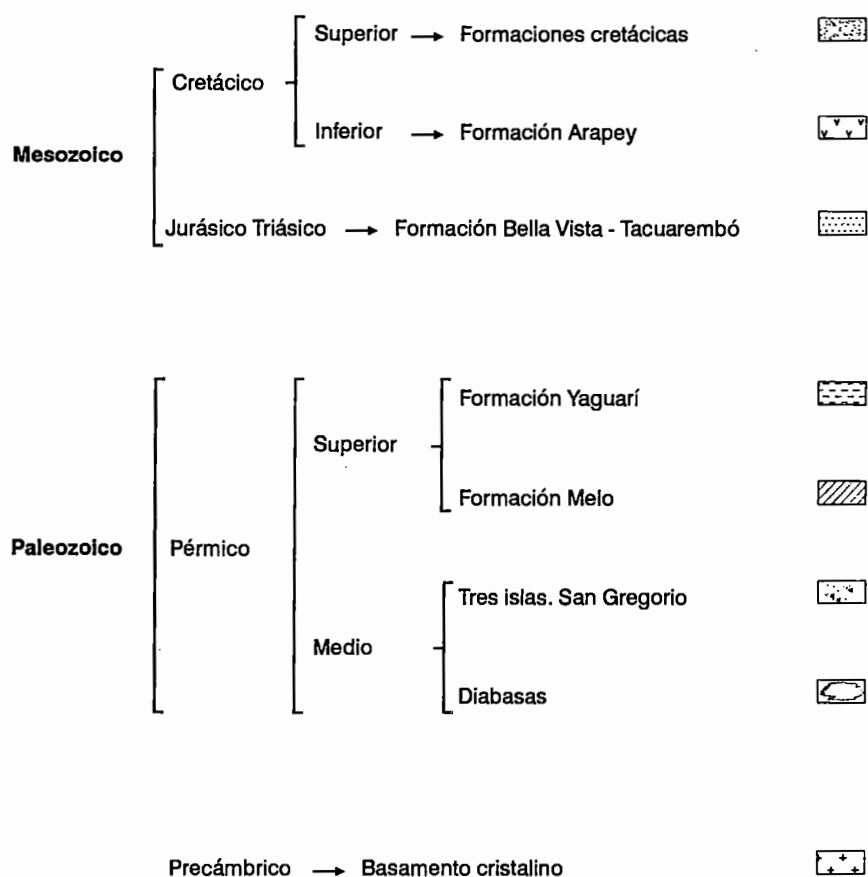 Superior → Formaciones cretácicas
Cretácico
Inferior → Formación Arapey
Mesozoico
Jurásico Triásico → Formación Bella Vista - Tacuarembó
Formación Yaguarí
Superior
Formación Melo
Paleozoico Pérmico
Tres islas. San Gregorio
Medio
Diabasas
Precámbrico → Basamento cristalino